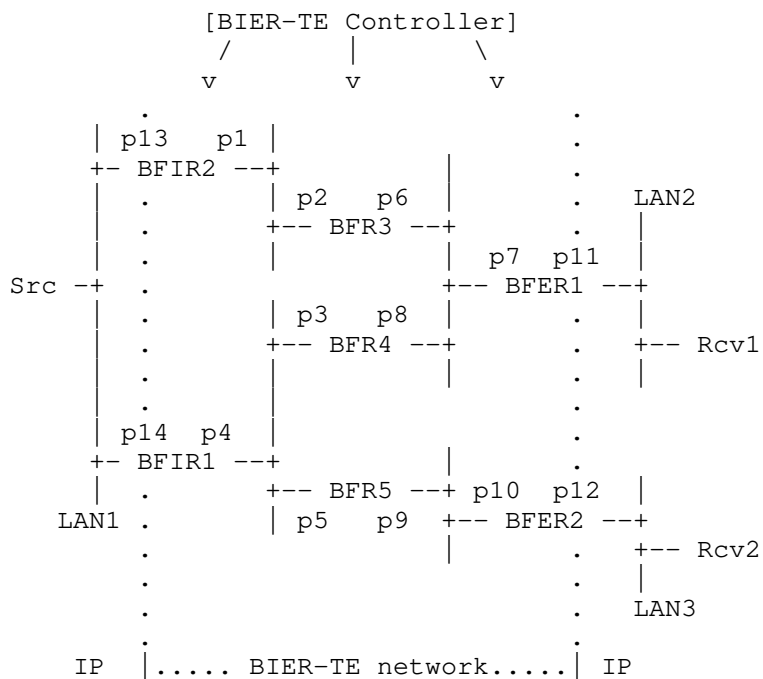 [BIER-TE Controller]
/ | \
v v v
| p13 p1 |
+- BFIR2 --+
| p2 p6 | LAN2
+-- BFR3 --+
| p7 p11 |
Src -+ +-- BFER1 --+
| p3 p8 |
+-- BFR4 --+ +-- Rcv1
| p14 p4 |
+- BFIR1 --+
+-- BFR5 --+ p10 p12 |
LAN1 | p5 p9 +-- BFER2 --+
+-- Rcv2
LAN3
IP |..... BIER-TE network.....| IP